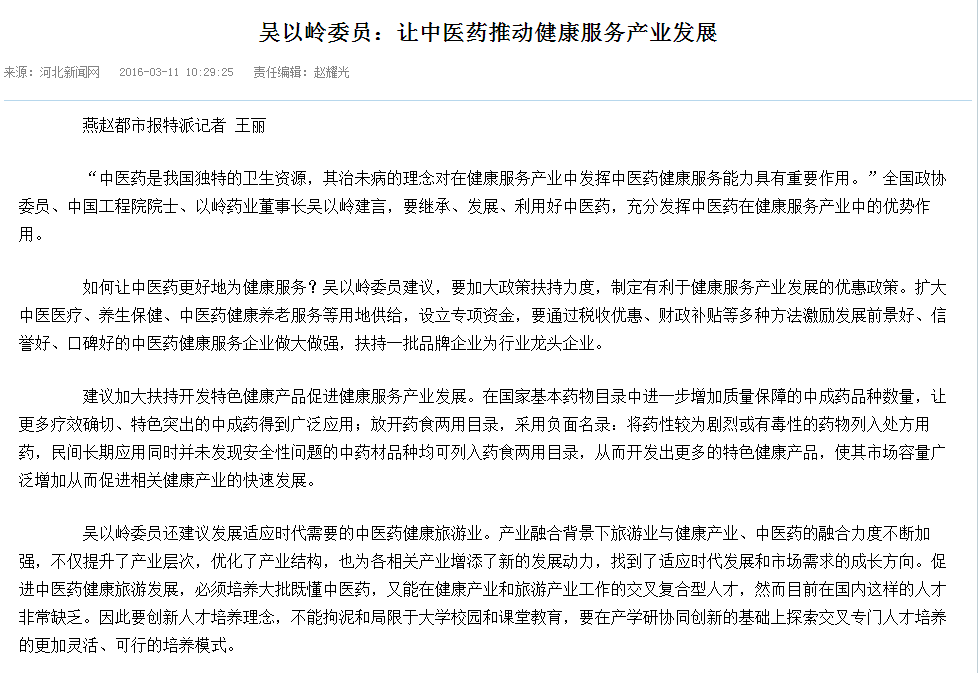 吴以岭委员：让中医药推动健康服务产业发展
来源：河北新闻网 2016-03-11 10:29:25 责任编辑：赵耀光
燕赵都市报特派记者 王丽
“中医药是我国独特的卫生资源，其治未病的理念对在健康服务产业中发挥中医药健康服务能力具有重要作用。”全国政协
委员、中国工程院院士、以岭药业董事长吴以岭建言，要继承、发展、利用好中医药，充分发挥中医药在健康服务产业中的优势作
用。
如何让中医药更好地为健康服务？吴以岭委员建议，要加大政策扶持力度，制定有利于健康服务产业发展的优惠政策。扩大
中医医疗、养生保健、中医药健康养老服务等用地供给，设立专项资金，要通过税收优惠、财政补贴等多种方法激励发展前景好、信
誉好、口碑好的中医药健康服务企业做大做强，扶持一批品牌企业为行业龙头企业。
建议加大扶持开发特色健康产品促进健康服务产业发展。在国家基本药物目录中进一步增加质量保障的中成药品种数量，让
更多疗效确切、特色突出的中成药得到广泛应用；放开药食两用目录，采用负面名录：将药性较为剧烈或有毒性的药物列入处方用
药，民间长期应用同时并未发现安全性问题的中药材品种均可列入药食两用目录，从而开发出更多的特色健康产品，使其市场容量广
泛增加从而促进相关健康产业的快速发展。
吴以岭委员还建议发展适应时代需要的中医药健康旅游业。产业融合背景下旅游业与健康产业、中医药的融合力度不断加
强，不仅提升了产业层次，优化了产业结构，也为各相关产业增添了新的发展动力，找到了适应时代发展和市场需求的成长方向。促
进中医药健康旅游发展，必须培养大批既懂中医药，又能在健康产业和旅游产业工作的交叉复合型人才，然而目前在国内这样的人才
非常缺乏。因此要创新人才培养理念，不能拘泥和局限于大学校园和课堂教育，要在产学研协同创新的基础上探索交叉专门人才培养
的更加灵活、可行的培养模式。